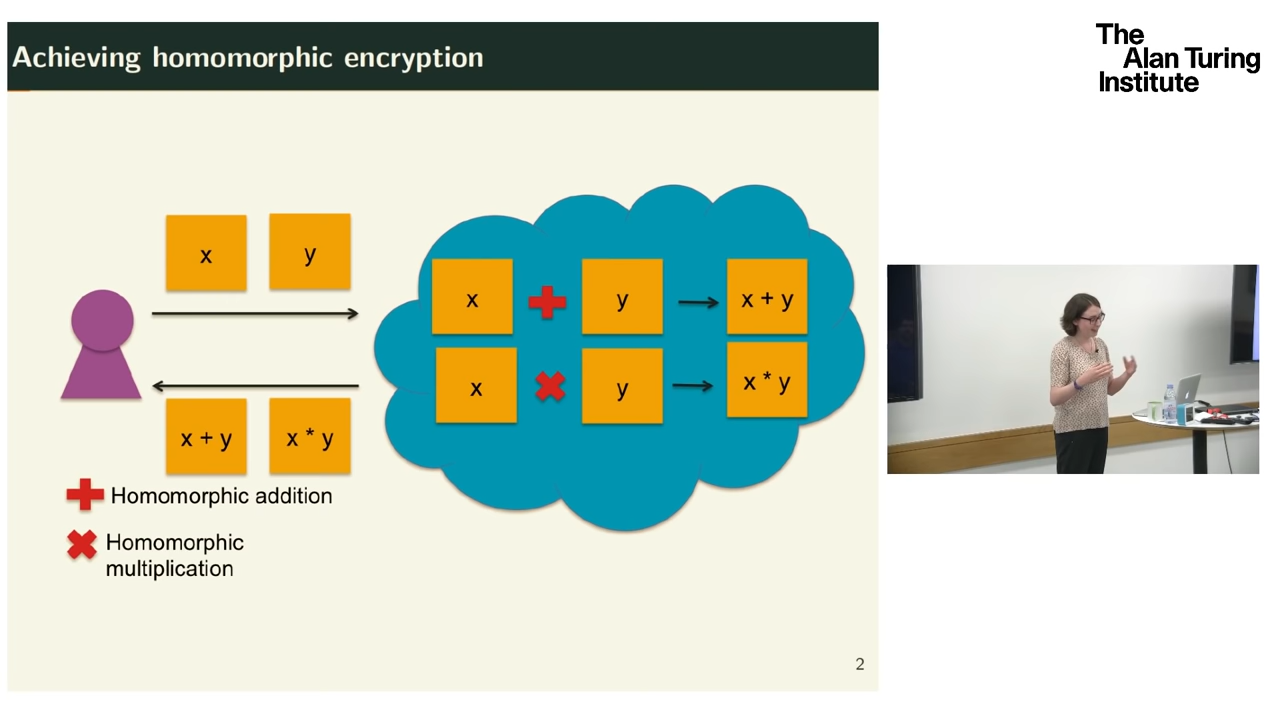 Achieving homomorphic encryption
The
Alan Turing
Institute
x
y
x
y
x + y
x
y
x * y
x + y
x * y
Homomorphic addition
Homomorphic
multiplication
2